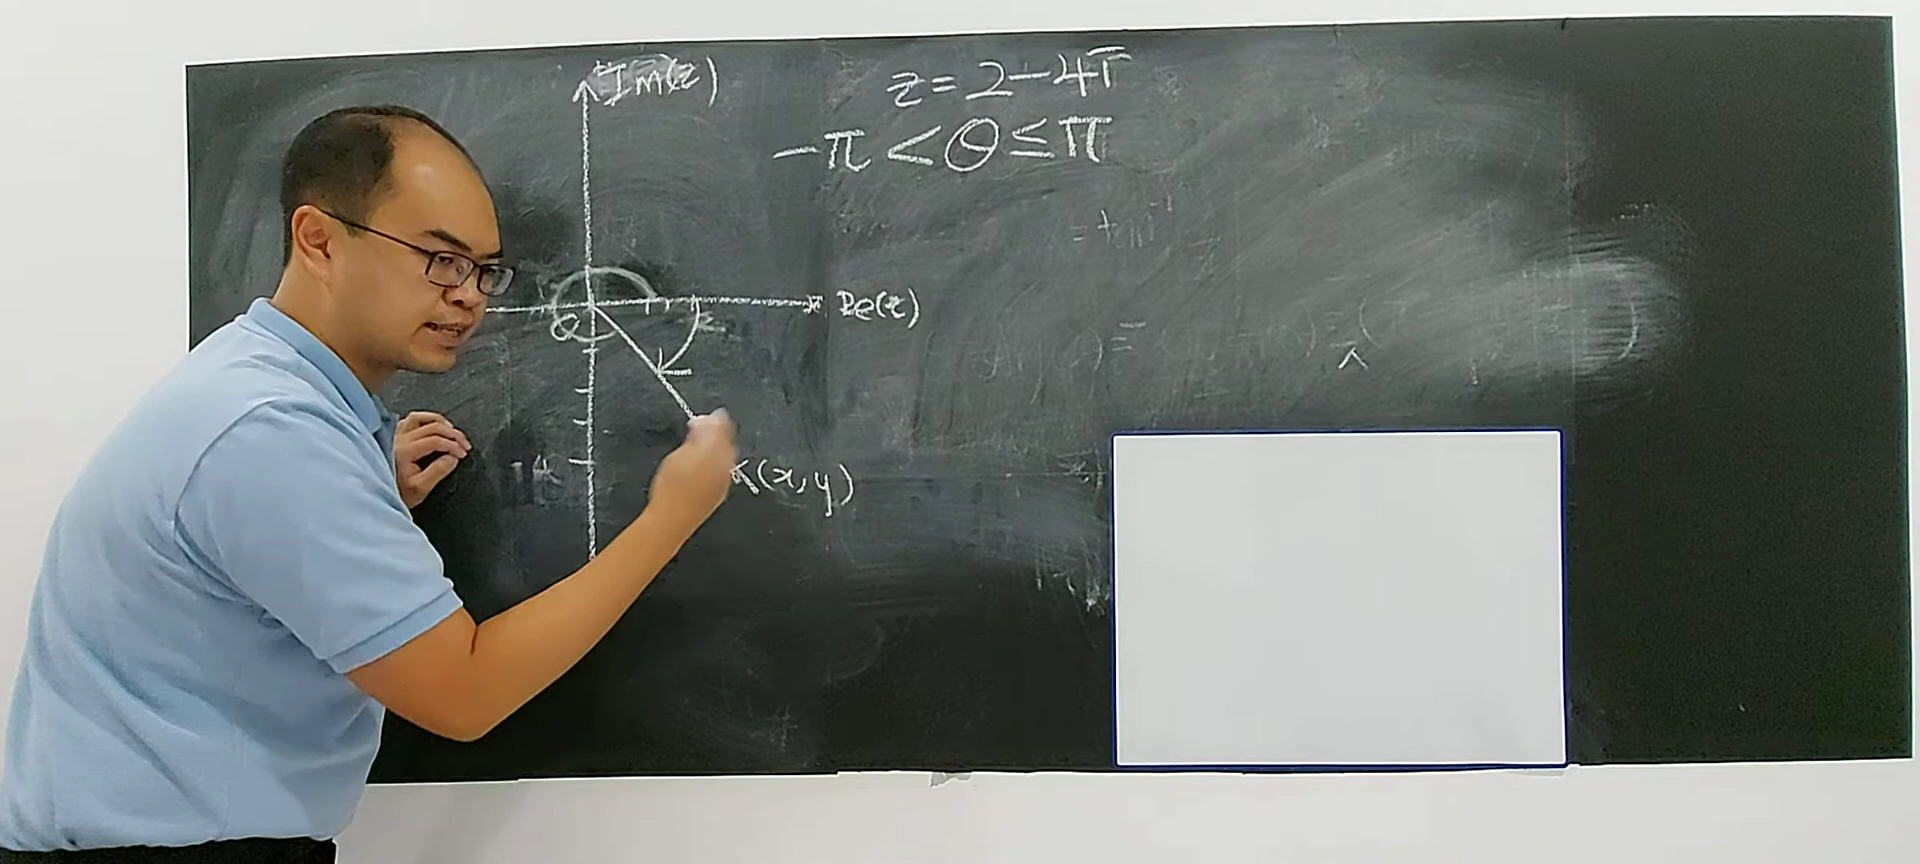 Im(z)
z = 2 - 4i
-π < θ ≤ π
Re(z)
(x, y)